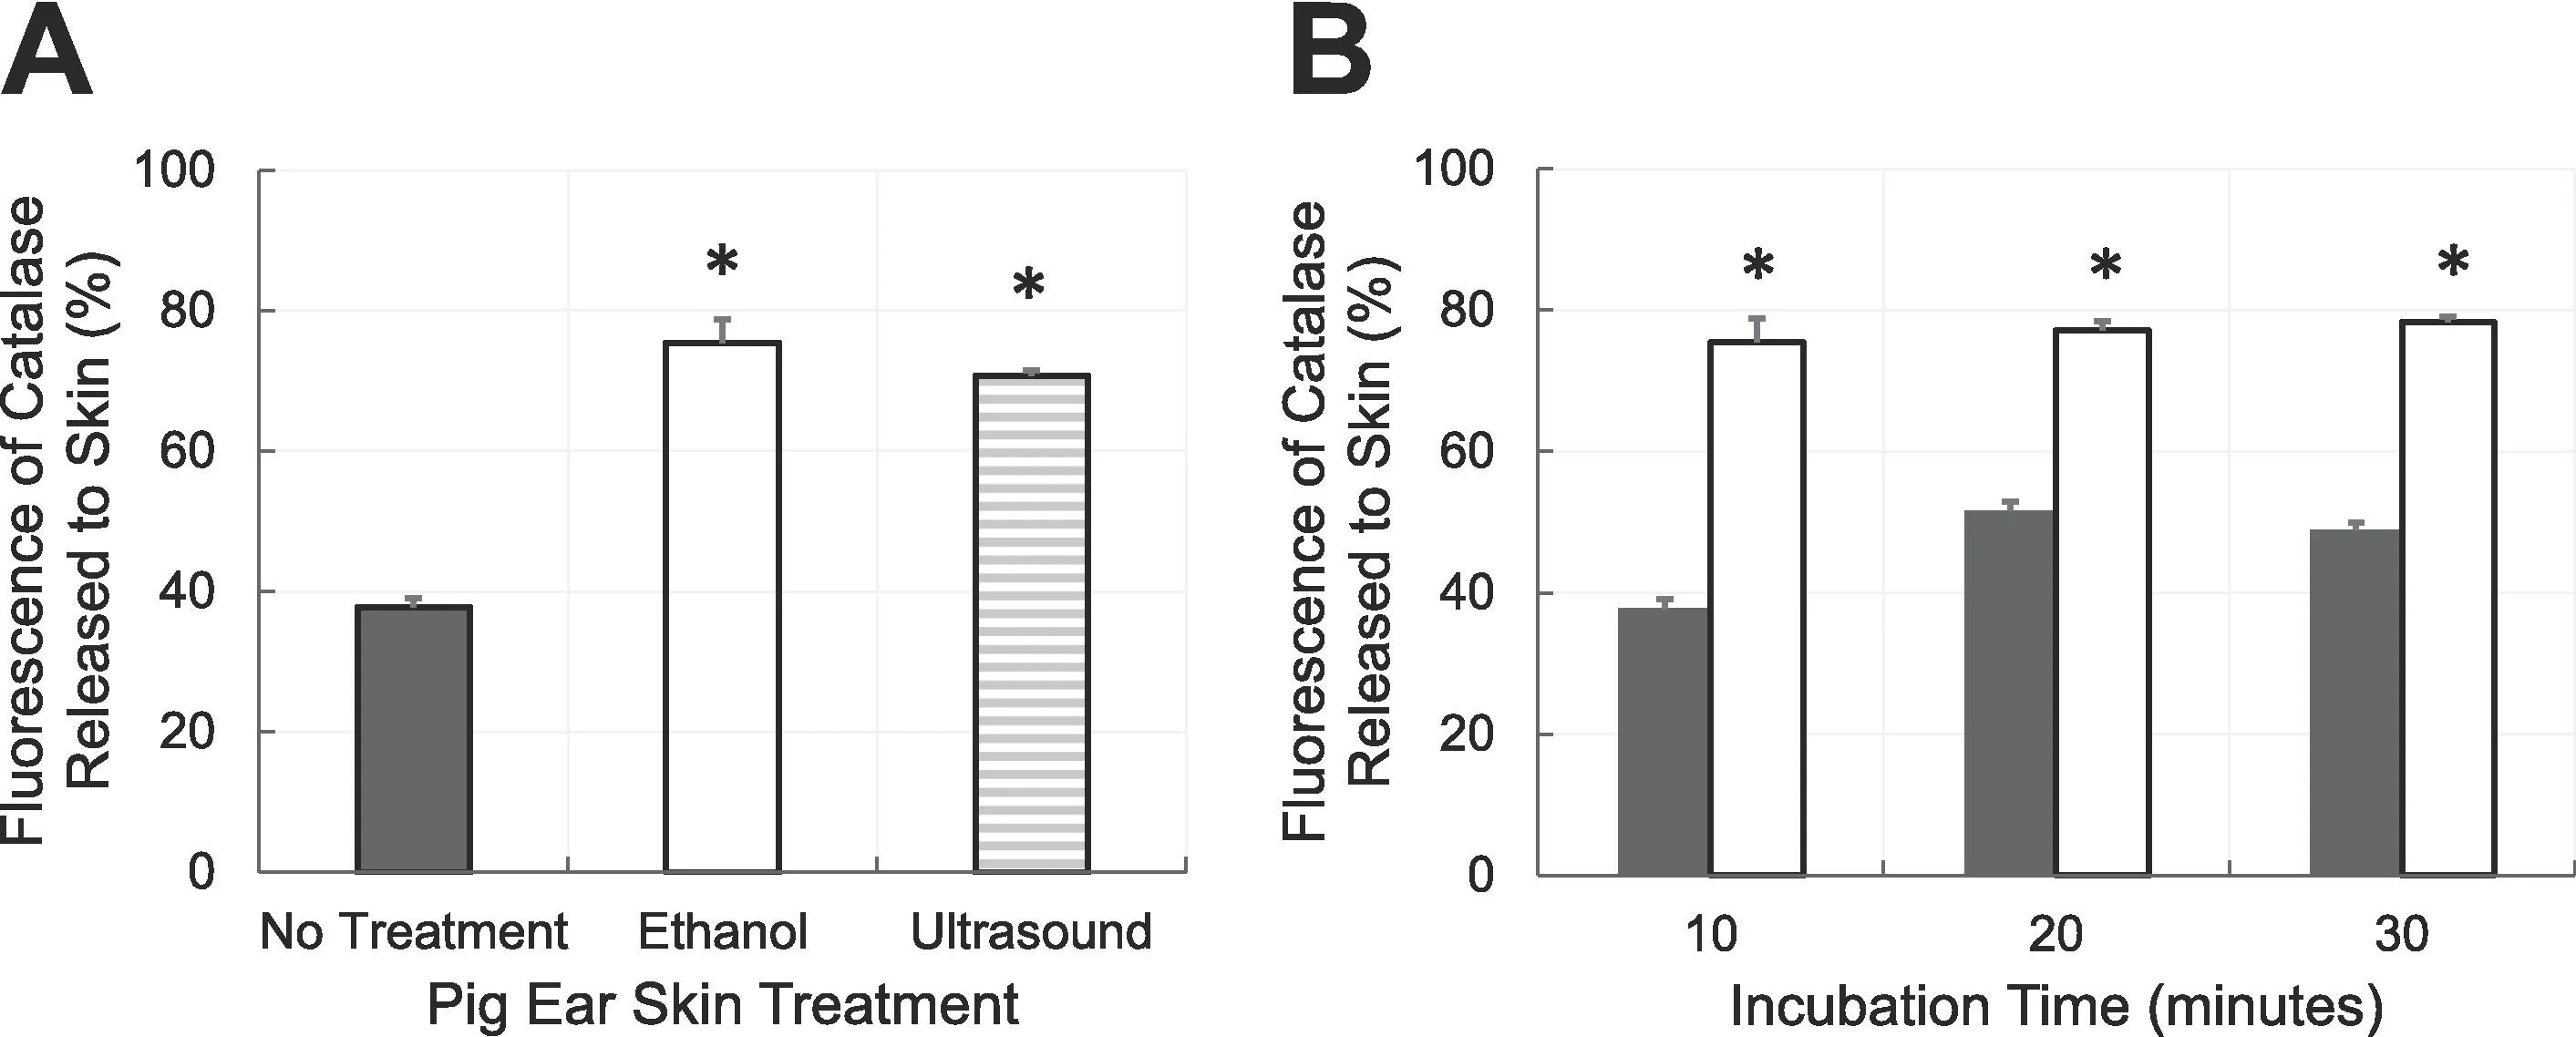 A
Fluorescence of Catalase
Released to Skin (%)
100
80
60
40
20
0
*
*
No Treatment
Ethanol
Ultrasound
Pig Ear Skin Treatment
B
Fluorescence of Catalase
Released to Skin (%)
100
80
60
40
20
0
*
*
*
10
20
30
Incubation Time (minutes)